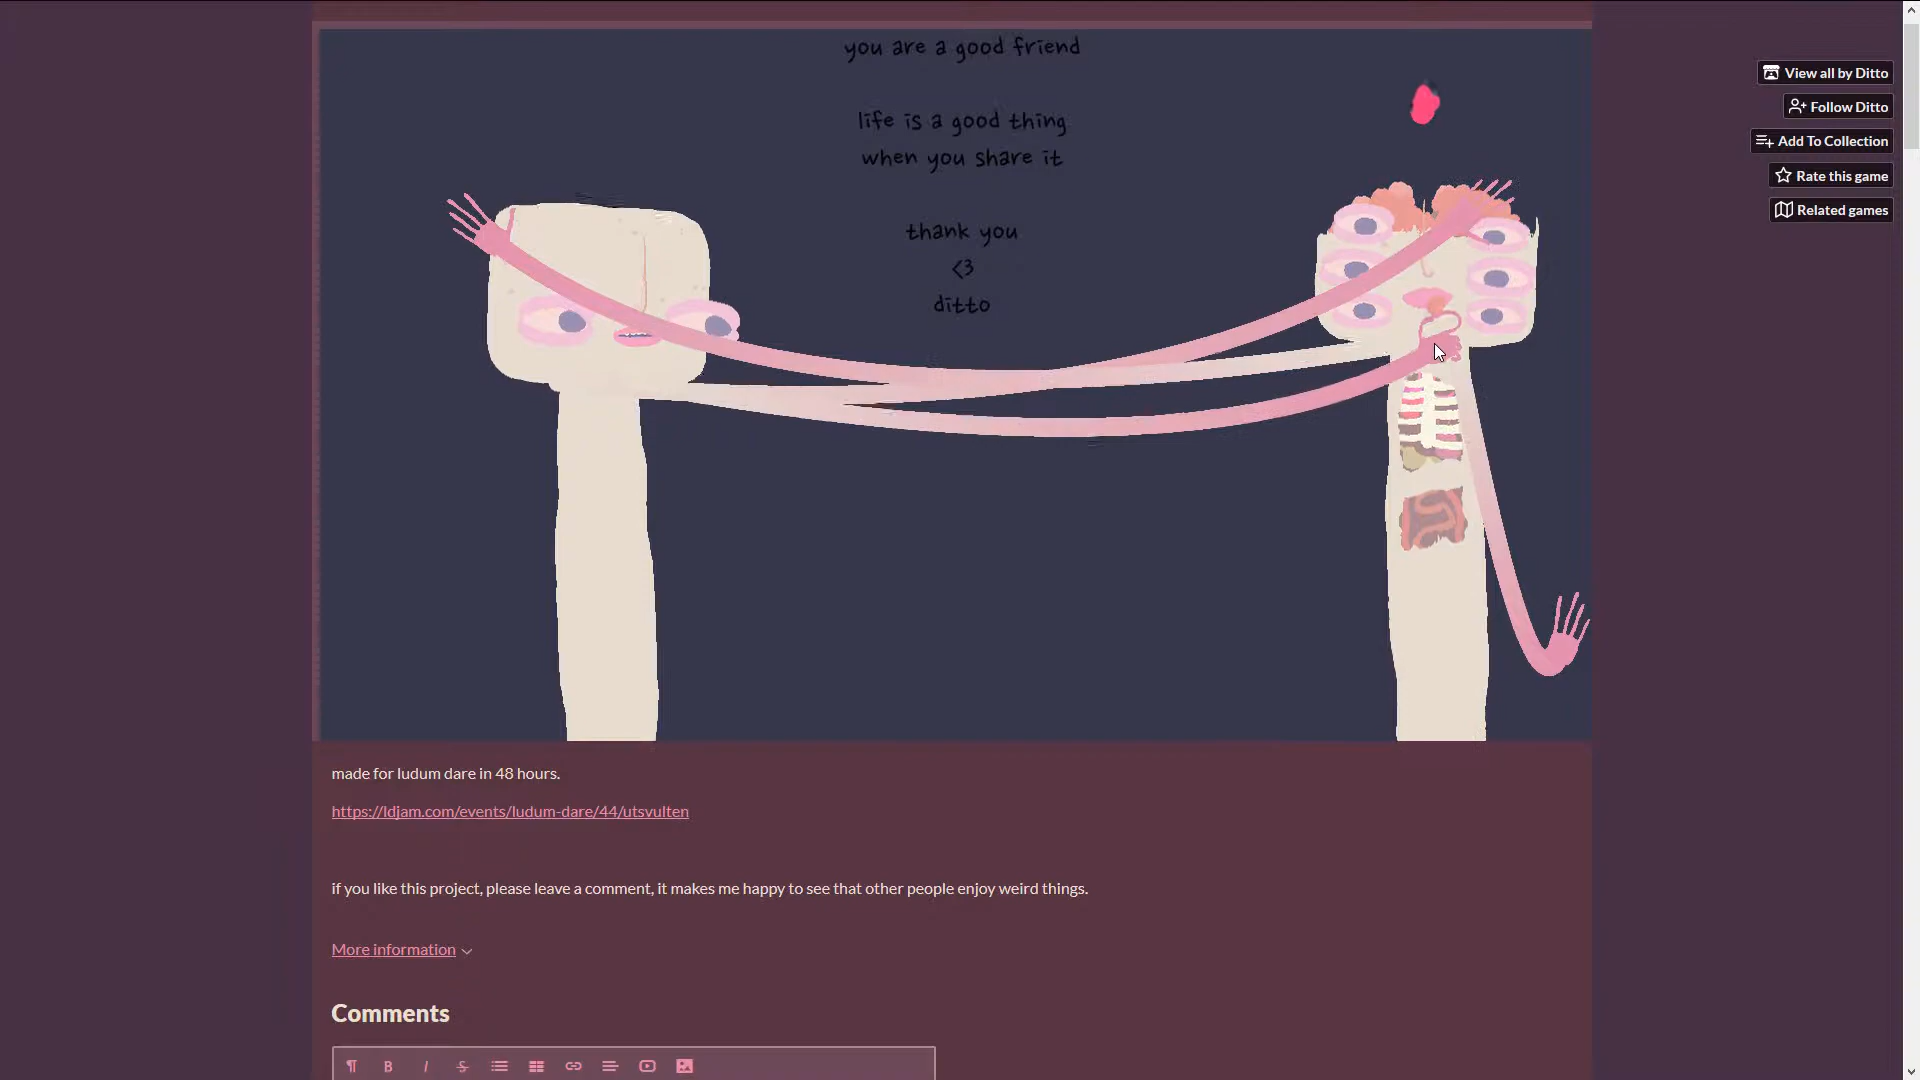 you are a good friend
life is a good thing
when you share it
thank you
<3
ditto
View all by Ditto
Follow Ditto
Add To Collection
Rate this game
Related games
made for ludum dare in 48 hours.
https://ldjam.com/events/ludum-dare/44/utsvulten
if you like this project, please leave a comment, it makes me happy to see that other people enjoy weird things.
More information
Comments